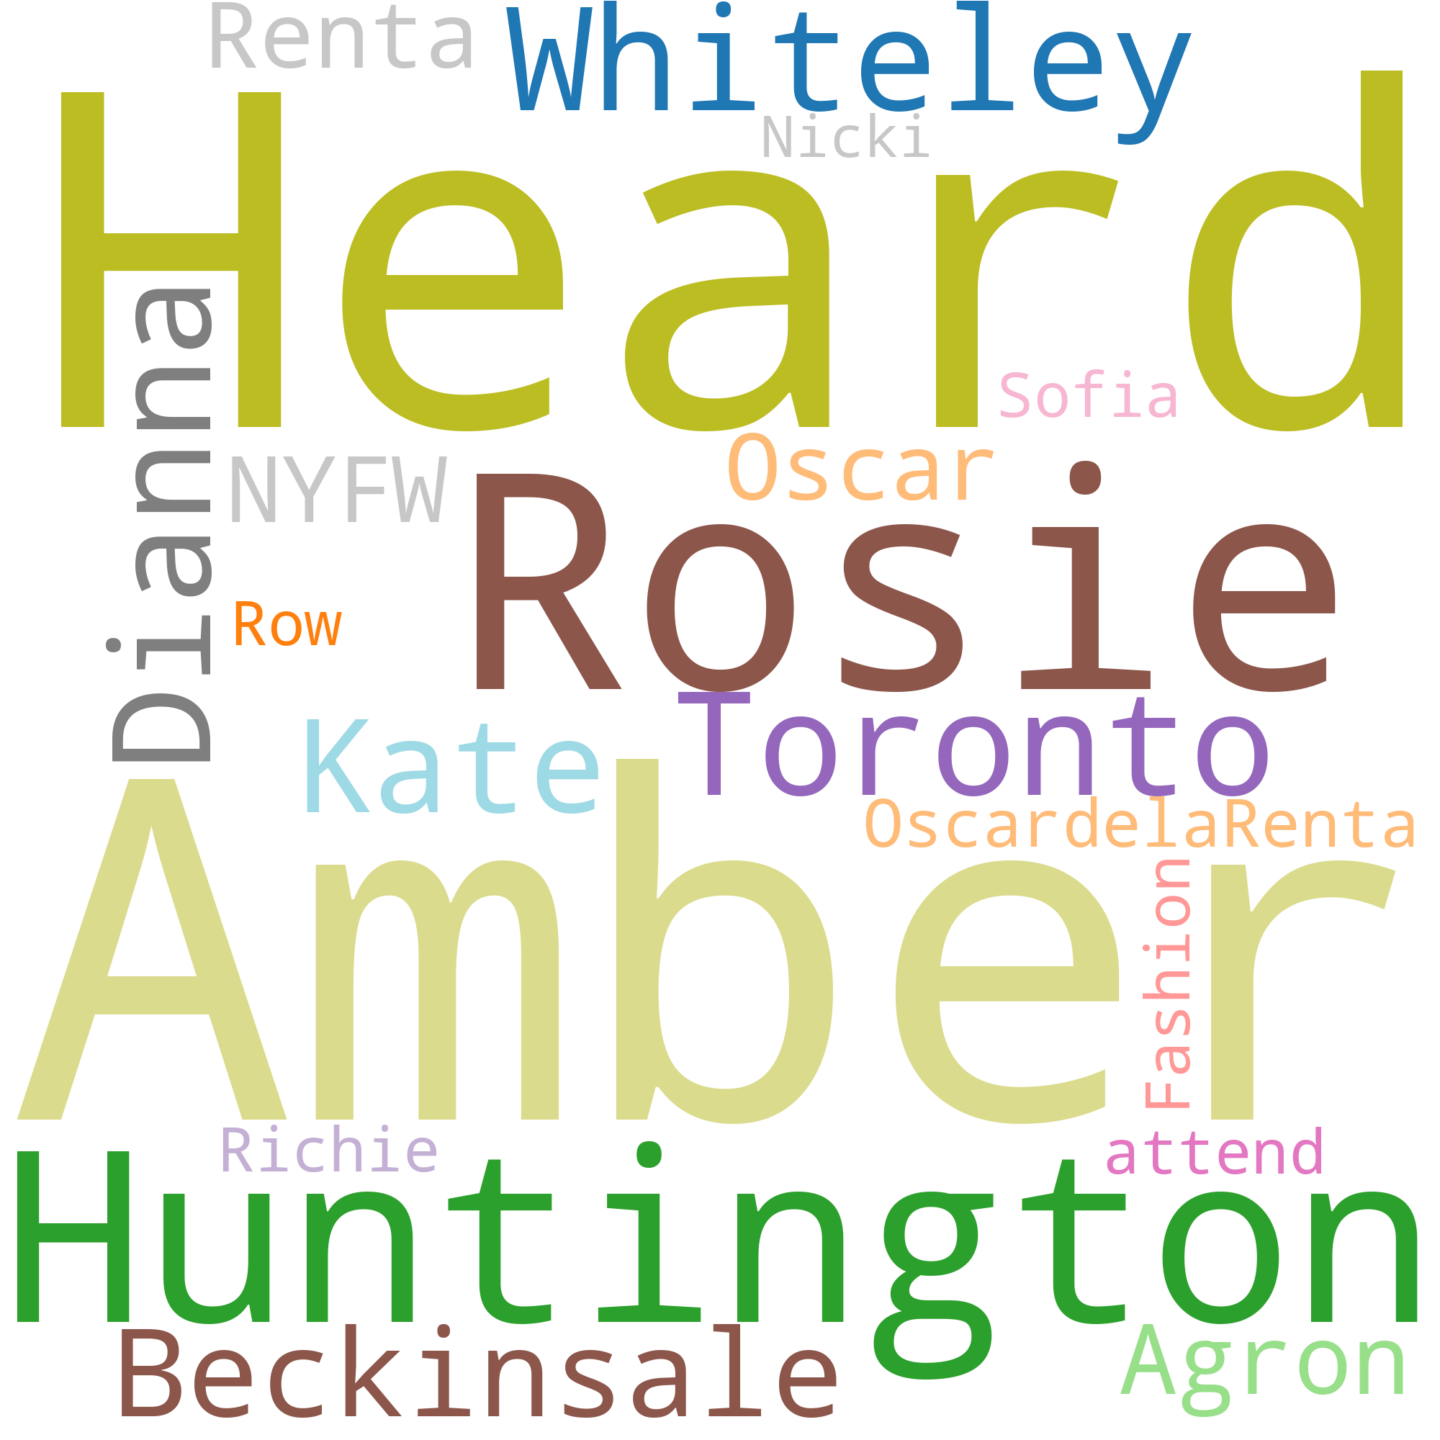 Renta
Whiteley
Nicki
Heard
Dianna
Sofia
NYFW
Oscar
Rosie
Row
Kate
Toronto
OscardelaRenta
Amber
Fashion
Richie
attend
Huntington
Beckinsale
Agron